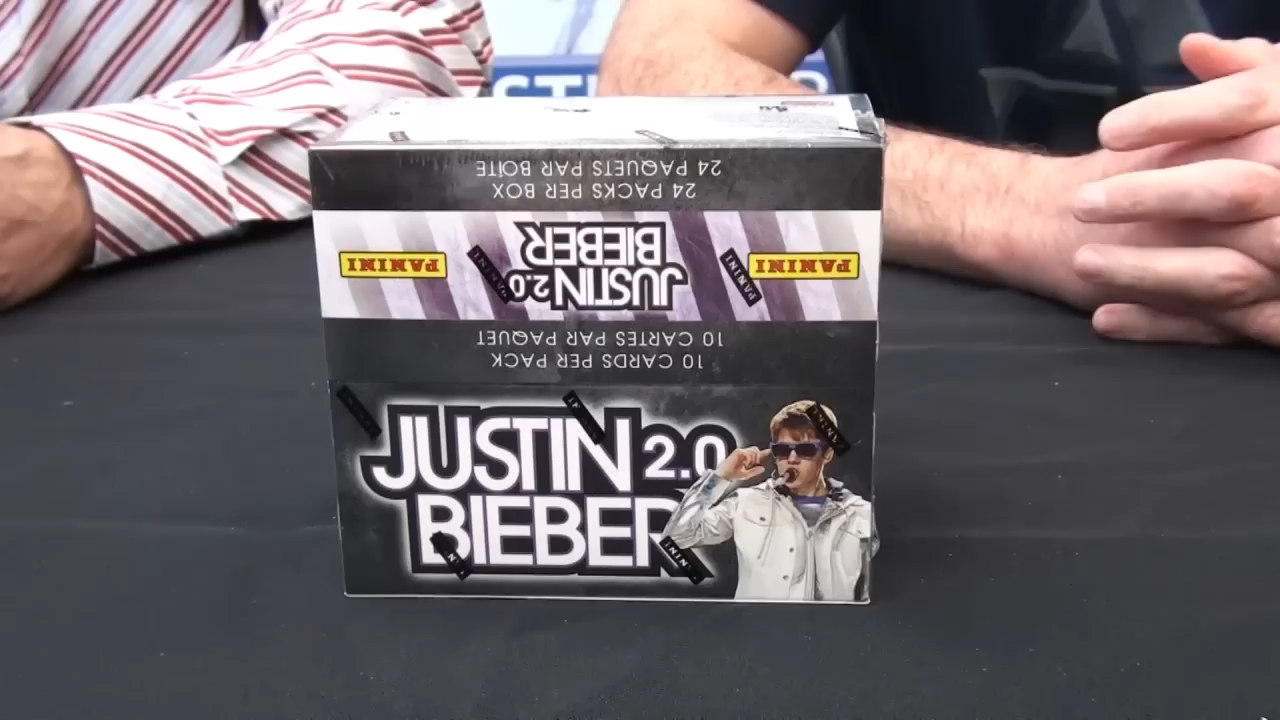 24 PAQUETS PAR BOÎTE
24 PACKS PER BOX
PANINI
JUSTIN 2.0
BIEBER
PANINI
10 CARTES PAR PAQUET
10 CARDS PER PACK
JUSTIN 2.0
BIEBER